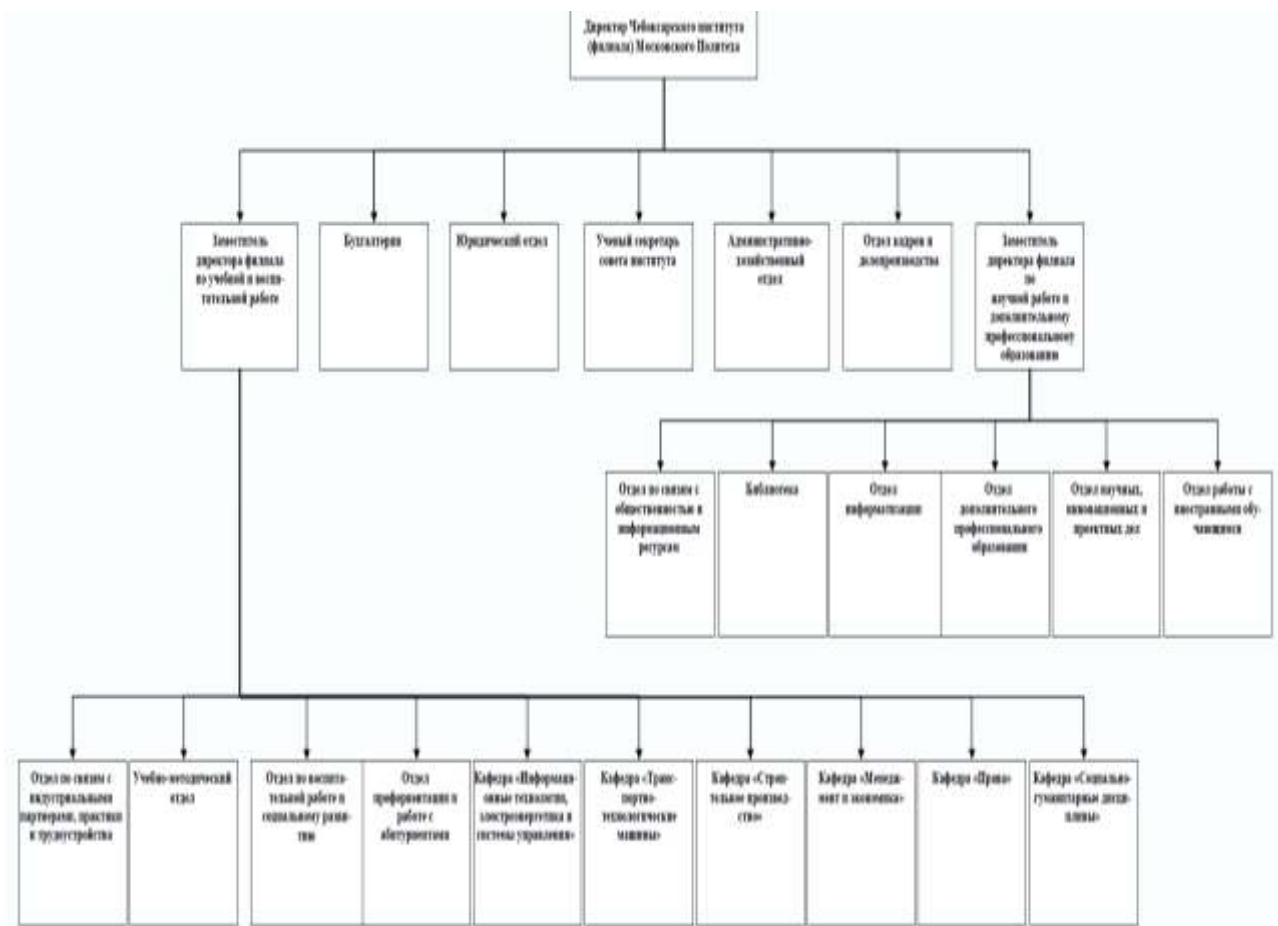 Директор Чебоксарского института
(филиала) Московского Политеха
Заместитель
директора филиала
по учебной и воспи-
тательной работе
Бухгалтерия
Юридический отдел
Ученый секретарь
совета института
Административно-
хозяйственный
отдел
Отдел кадров и
делопроизводства
Заместитель
директора филиала
по
научной работе и
дополнительному
профессиональному
образованию
Отдел по связям с
общественностью и
информационным
ресурсам
Библиотека
Отдел
информатизации
Отдел
дополнительного
профессионального
образования
Отдел научных,
инновационных и
проектных дел
Отдел работы с
иностранными обу-
чающимися
Отдел по связям с
индустриальными
партнерами, практики
и трудоустройства
Учебно-методический
отдел
Отдел по воспита-
тельной работе и
социальному разви-
тию
Отдел
профориентации и
работе с
абитуриентами
Кафедра «Информаци-
онные технологии,
электроэнергетика и
системы управления»
Кафедра «Транс-
портно-
технологические
машины»
Кафедра «Строи-
тельное производ-
ство»
Кафедра «Менедж-
мент и экономика»
Кафедра «Права»
Кафедра «Социально-
гуманитарные дисци-
плины»